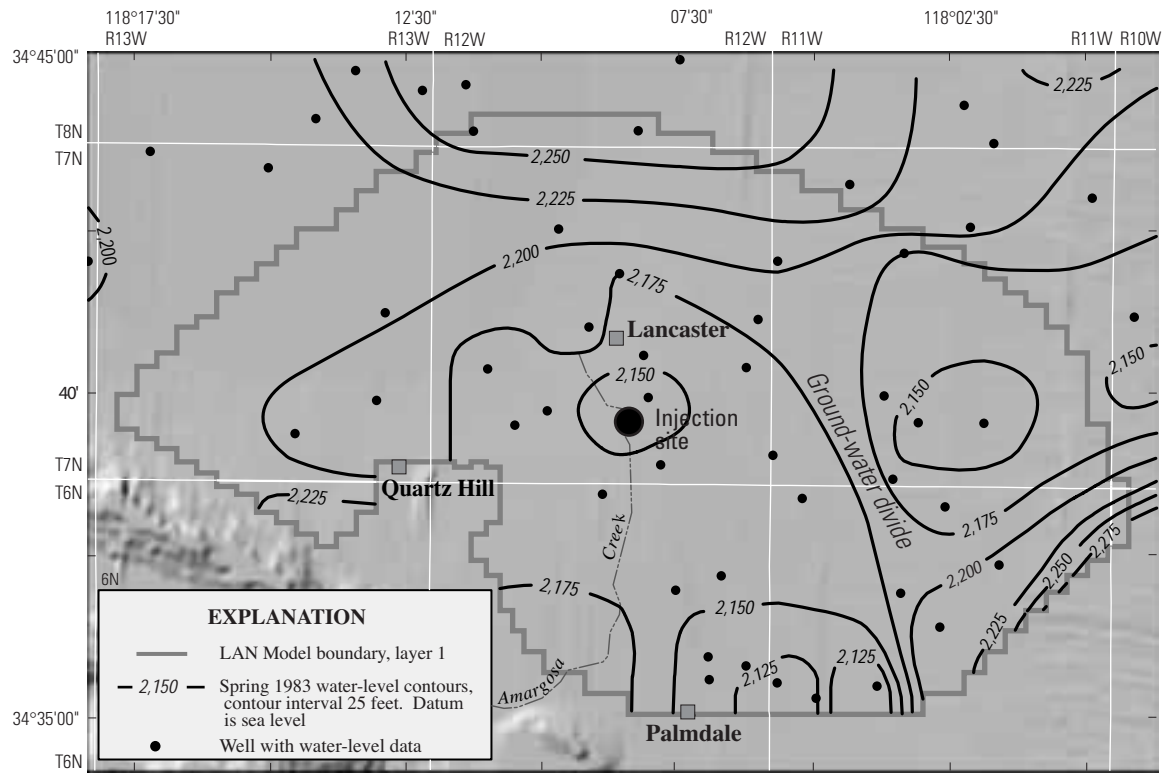 118°17'30" 12'30" 07'30" 118°02'30"
R13W R13W R12W R12W R11W R11W R10W
34°45'00"
2,225
T8N
T7N
2,250
2,225
2,200
2,200
2,175
Lancaster
2,150
2,150
2,150
40'
Injection
site
Ground-water divide
T7N
T6N
Quartz Hill
2,225
2,175
2,275
Creek
2,250
2,200
6N
2,175
2,150
2,225
EXPLANATION
LAN Model boundary, layer 1
2,150 Spring 1983 water-level contours,
contour interval 25 feet. Datum
is sea level
Well with water-level data
Amargosa
2,125
2,125
34°35'00"
Palmdale
T6N